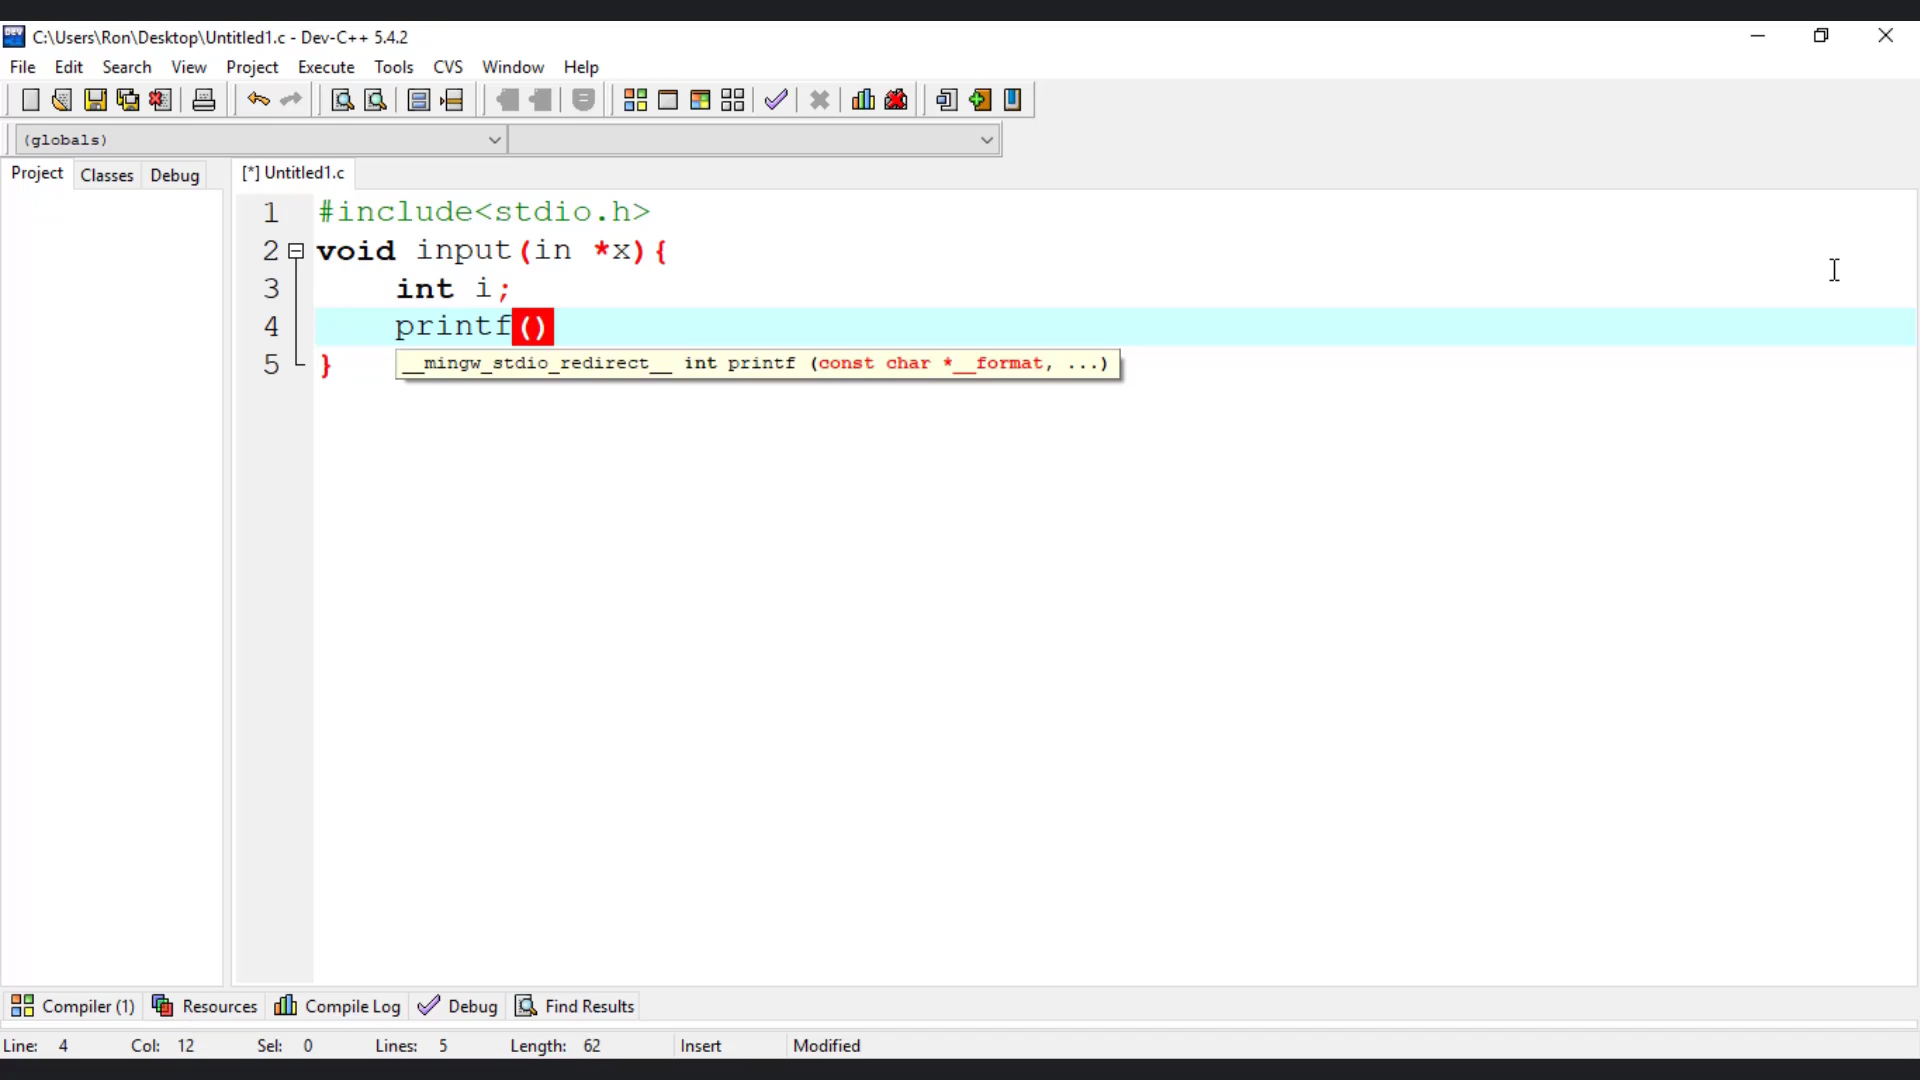 DEV
C:\Users\Ron\Desktop\Untitled1.c - Dev-C++ 5.4.2
File Edit Search View Project Execute Tools CVS Window Help
(globals)
Project Classes Debug [*] Untitled1.c
1 #include<stdio.h>
2 void input(in *x){
3 int i;
4 printf()
5 } __mingw_stdio_redirect__ int printf (const char *__format, ...)
Compiler (1) Resources Compile Log Debug Find Results
Line: 4 Col: 12 Sel: 0 Lines: 5 Length: 62 Insert Modified